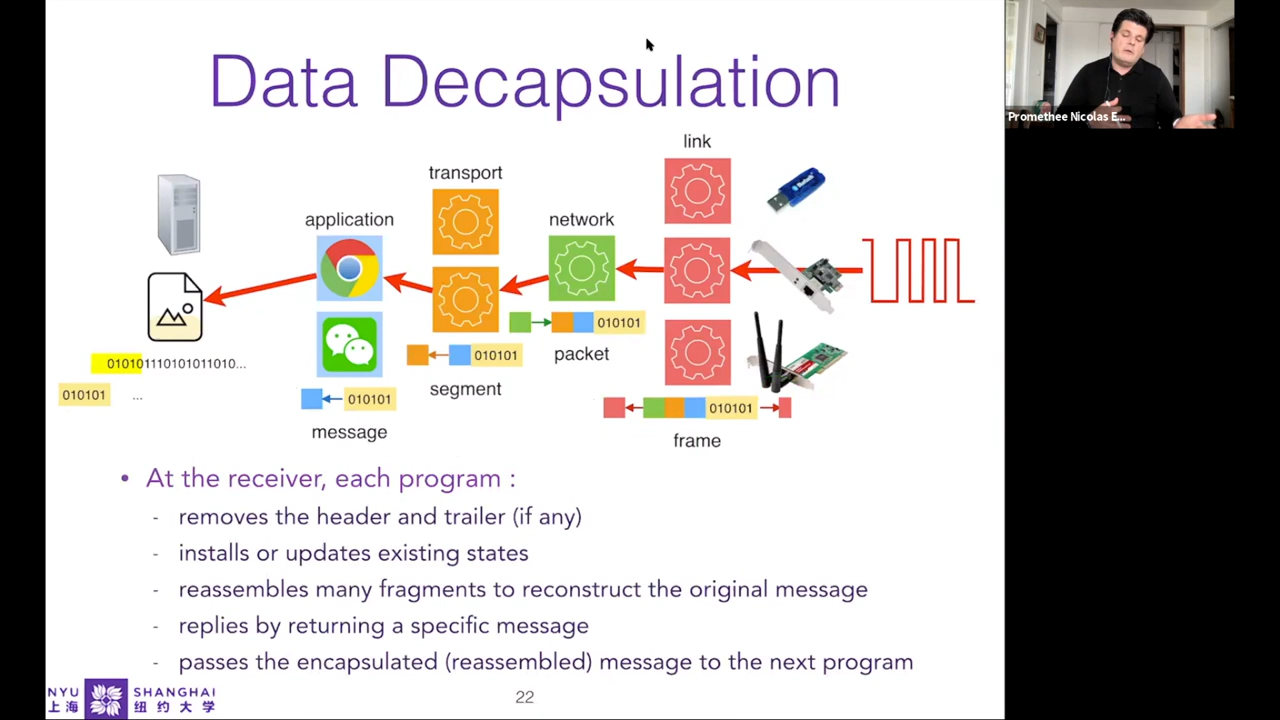 Data Decapsulation
Promethee Nicolas E...
link
transport
application
network
010101
packet
010101
segment
010101110101011010...
010101
...
010101
message
010101
frame
• At the receiver, each program :
- removes the header and trailer (if any)
- installs or updates existing states
- reassembles many fragments to reconstruct the original message
- replies by returning a specific message
- passes the encapsulated (reassembled) message to the next program
NYU SHANGHAI
上海 纽约大学
22